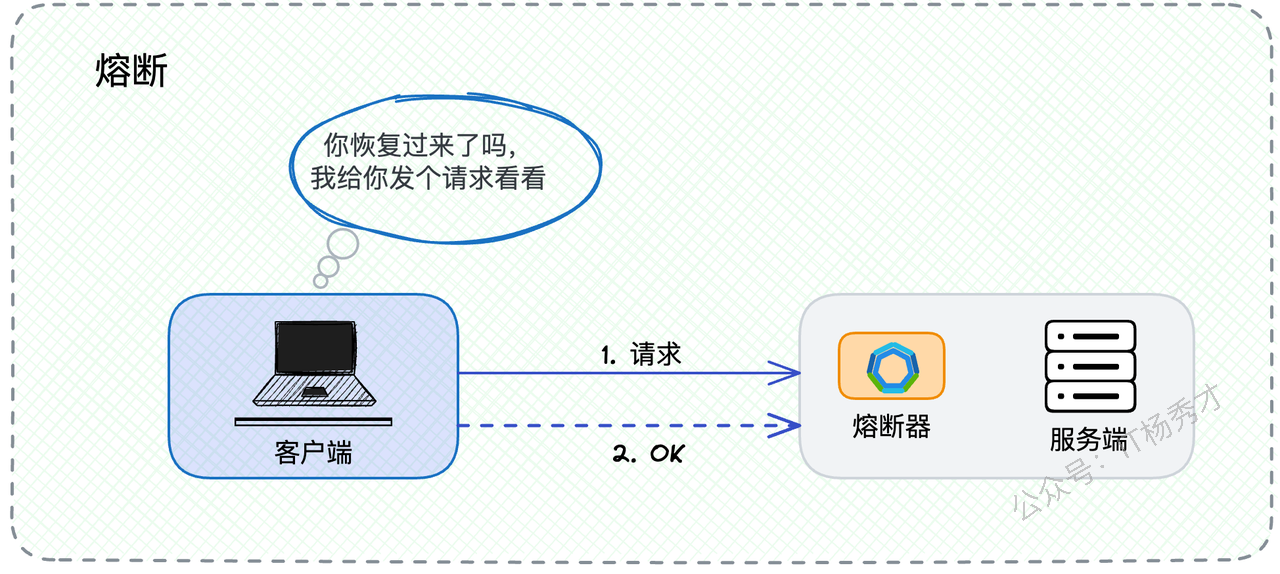 熔断
你恢复过来了吗，
我给你发个请求看看
1. 请求
2. OK
客户端
熔断器
服务端
公众号：IT杨秀才